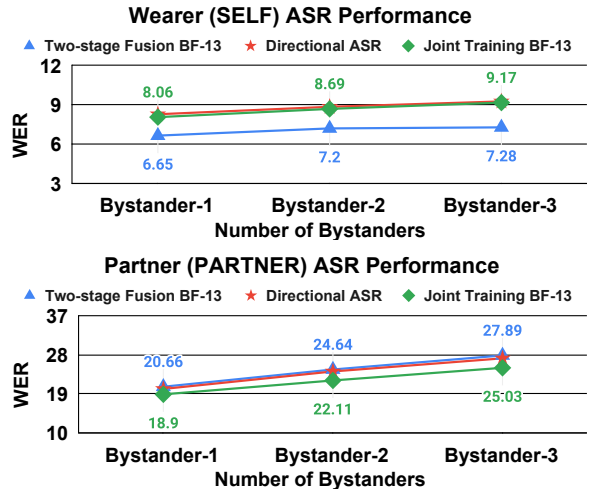 Wearer (SELF) ASR Performance
Two-stage Fusion BF-13 Directional ASR Joint Training BF-13
12
9
6
3
WER
8.06 8.69 9.17
6.65 7.2 7.28
Bystander-1 Bystander-2 Bystander-3
Number of Bystanders
Partner (PARTNER) ASR Performance
Two-stage Fusion BF-13 Directional ASR Joint Training BF-13
37
28
19
10
WER
20.66 24.64 27.89
18.9 22.11 25.03
Bystander-1 Bystander-2 Bystander-3
Number of Bystanders